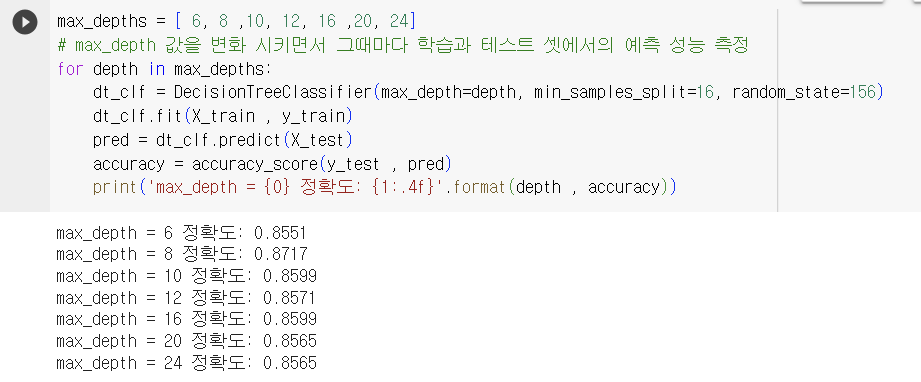 max_depths = [ 6, 8 ,10, 12, 16 ,20, 24]
# max_depth 값을 변화 시키면서 그때마다 학습과 테스트 셋에서의 예측 성능 측정
for depth in max_depths:
    dt_clf = DecisionTreeClassifier(max_depth=depth, min_samples_split=16, random_state=156)
    dt_clf.fit(X_train , y_train)
    pred = dt_clf.predict(X_test)
    accuracy = accuracy_score(y_test , pred)
    print('max_depth = {0} 정확도: {1:.4f}'.format(depth , accuracy))
max_depth = 6 정확도: 0.8551
max_depth = 8 정확도: 0.8717
max_depth = 10 정확도: 0.8599
max_depth = 12 정확도: 0.8571
max_depth = 16 정확도: 0.8599
max_depth = 20 정확도: 0.8565
max_depth = 24 정확도: 0.8565